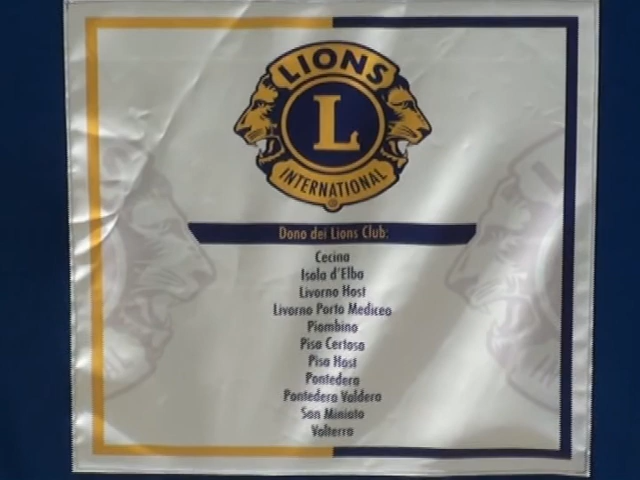 LIONS
L
INTERNATIONAL
Dono dei Lions Club:
Cecina
Isola d'Elba
Livorno Host
Livorno Porto Mediceo
Piombino
Pisa Certosa
Pisa Host
Pontedera
Pontedera Valdera
San Miniato
Volterra